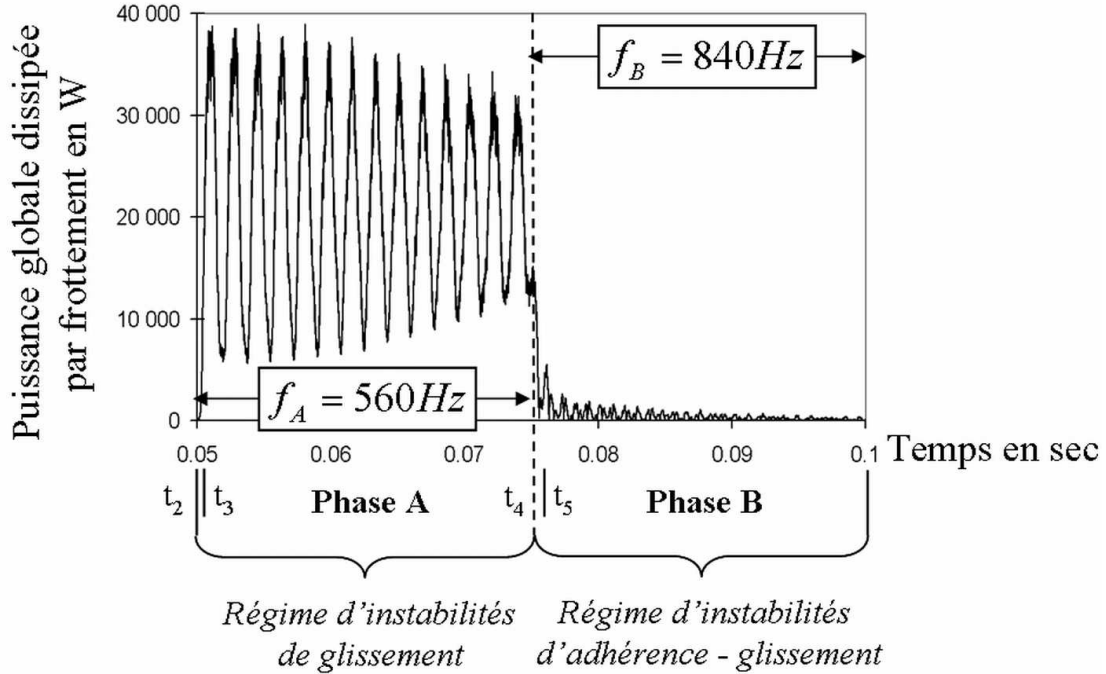 Puissance globale dissipée
par frottement en W
40 000
30 000
20 000
10 000
0
f_B = 840Hz
f_A = 560Hz
0.05
0.06
0.07
0.08
0.09
0.1
Temps en sec
t2
t3
Phase A
t4
t5
Phase B
Régime d'instabilités
de glissement
Régime d'instabilités
d'adhérence - glissement